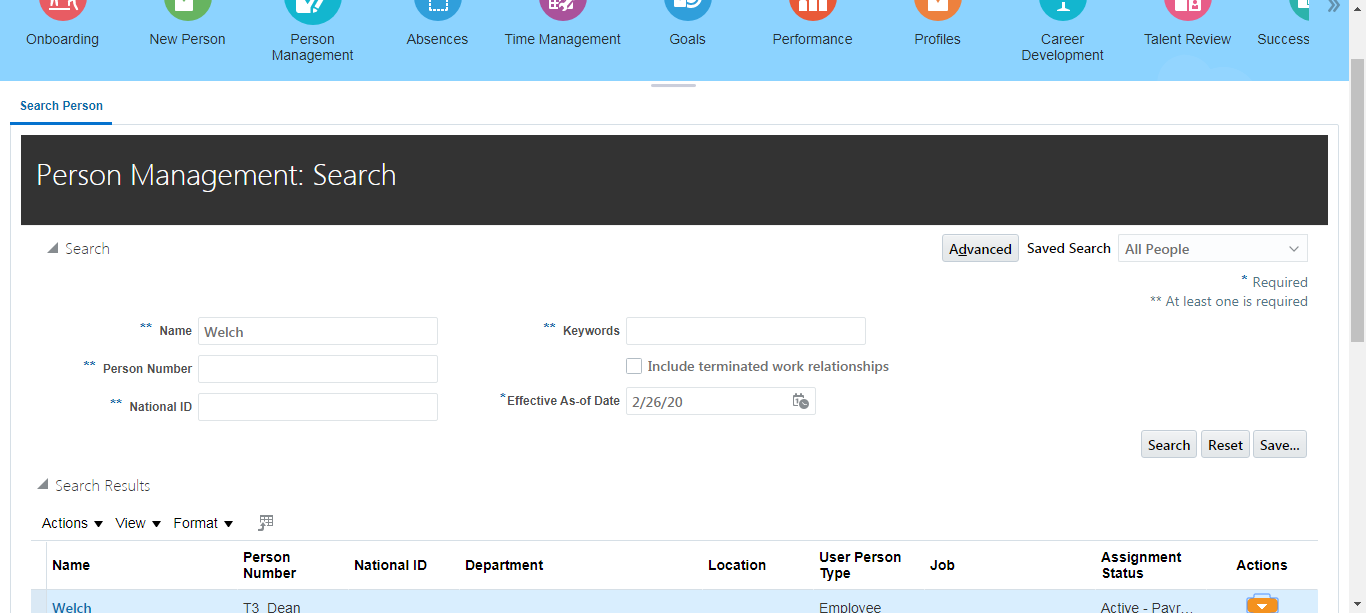 Onboarding
New Person
Person
Management
Absences
Time Management
Goals
Performance
Profiles
Career
Development
Talent Review
Success
Search Person
Person Management: Search
Search
Advanced Saved Search All People
* Required
** At least one is required
** Name Welch
** Keywords
** Person Number
Include terminated work relationships
** National ID
*Effective As-of Date 2/26/20
Search Reset Save...
Search Results
Actions View Format
Name
Person
Number
National ID
Department
Location
User Person
Type
Job
Assignment
Status
Actions
Welch T3_Dean Employee Active - Payr...